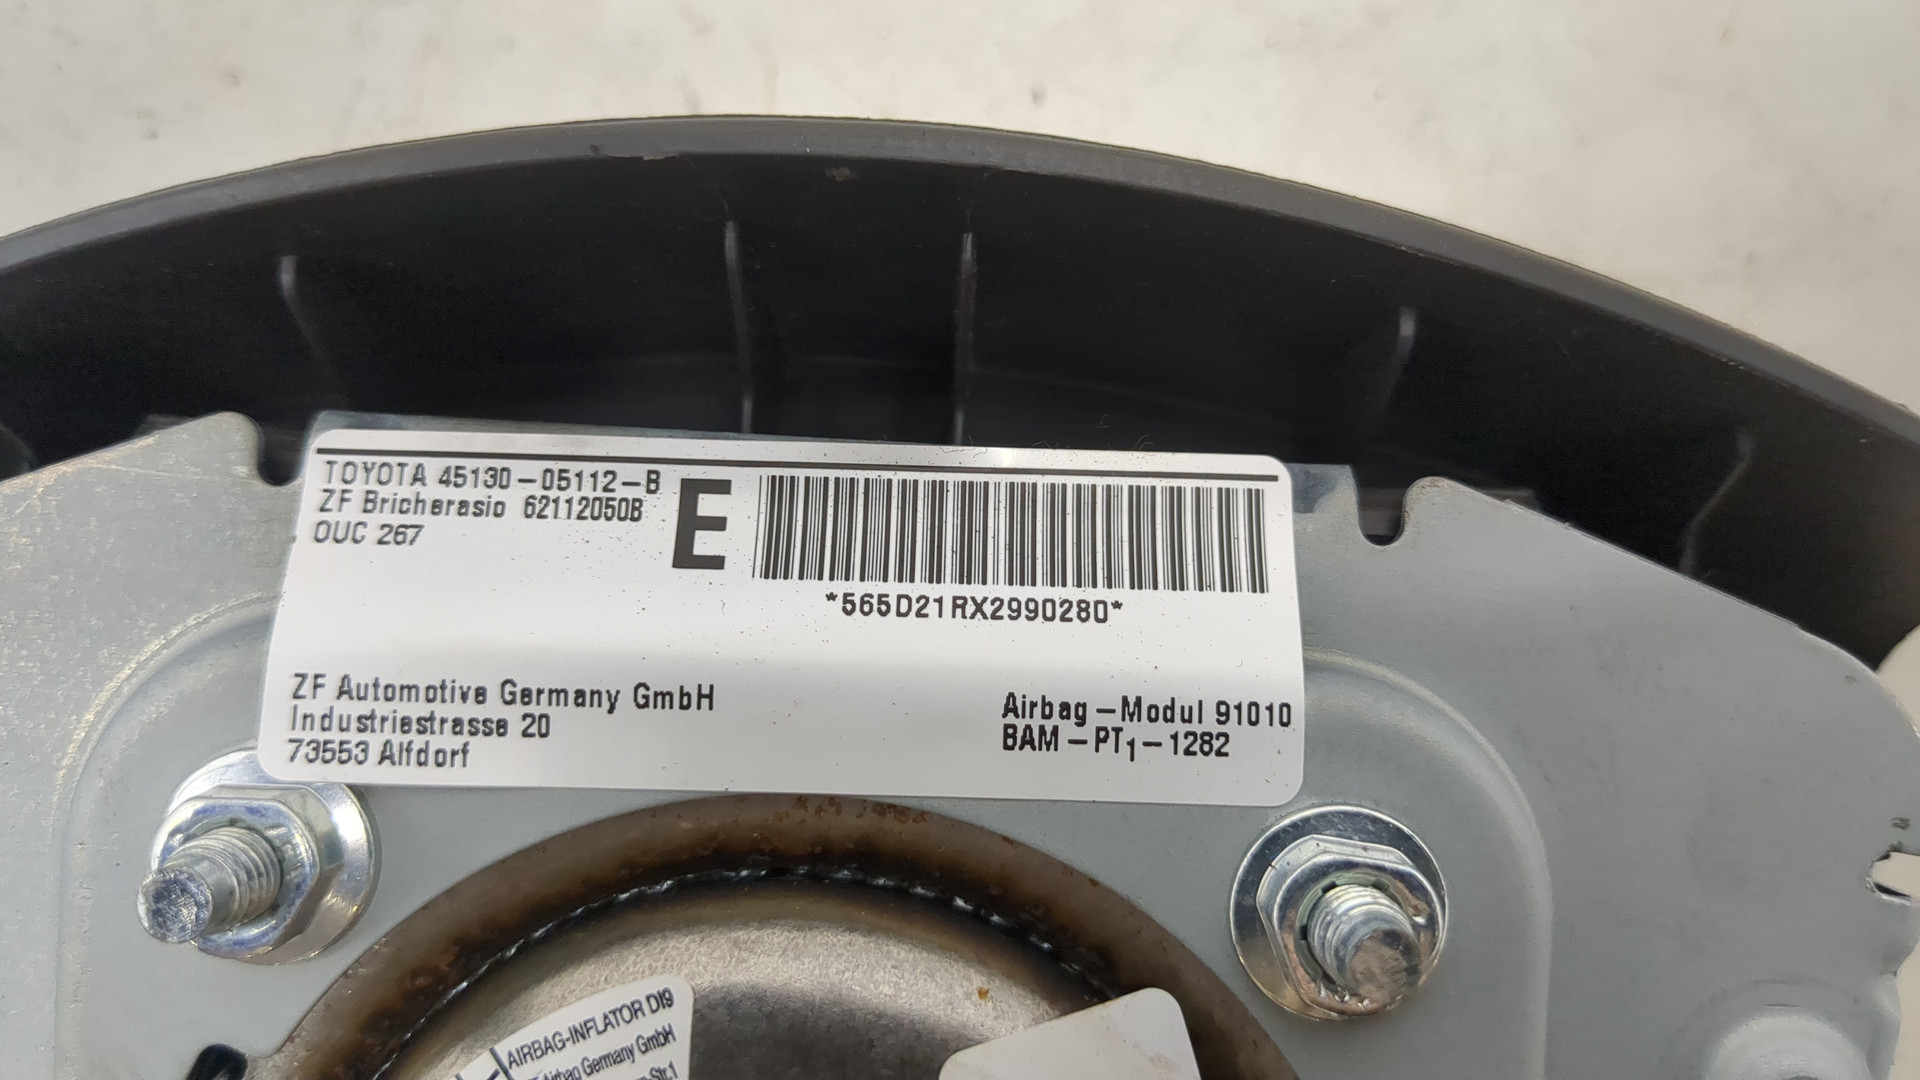 TOYOTA 45130-05112-B
ZF Bricherasio 62112050B
OUC 267
E
*565D21RX2990280*
ZF Automotive Germany GmbH
Industriestrasse 20
73553 Alfdorf
Airbag-Modul 91010
BAM-PT1-1282
AIRBAG-INFLATOR DI9
Airbag Germany GmbH